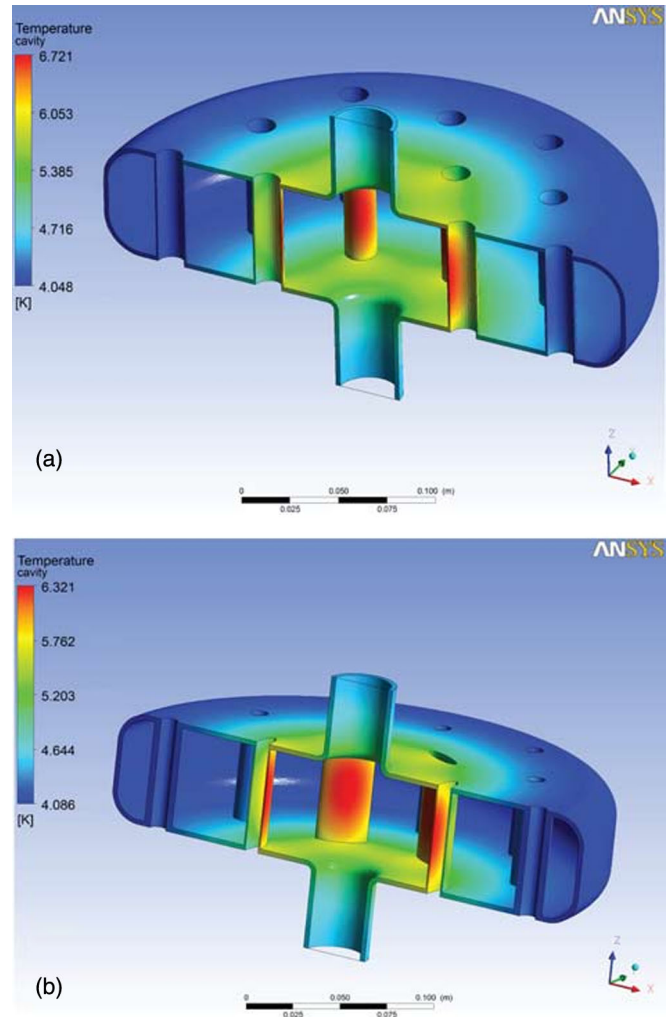 ANSYS
Temperature
cavity
6.721
6.053
5.385
4.716
4.048
[K]
(a)
Z
X
0 0.050 0.100 (m)
0.025 0.075
ANSYS
Temperature
cavity
6.321
5.762
5.203
4.644
4.086
[K]
(b)
Z
X
0 0.050 0.100 (m)
0.025 0.075